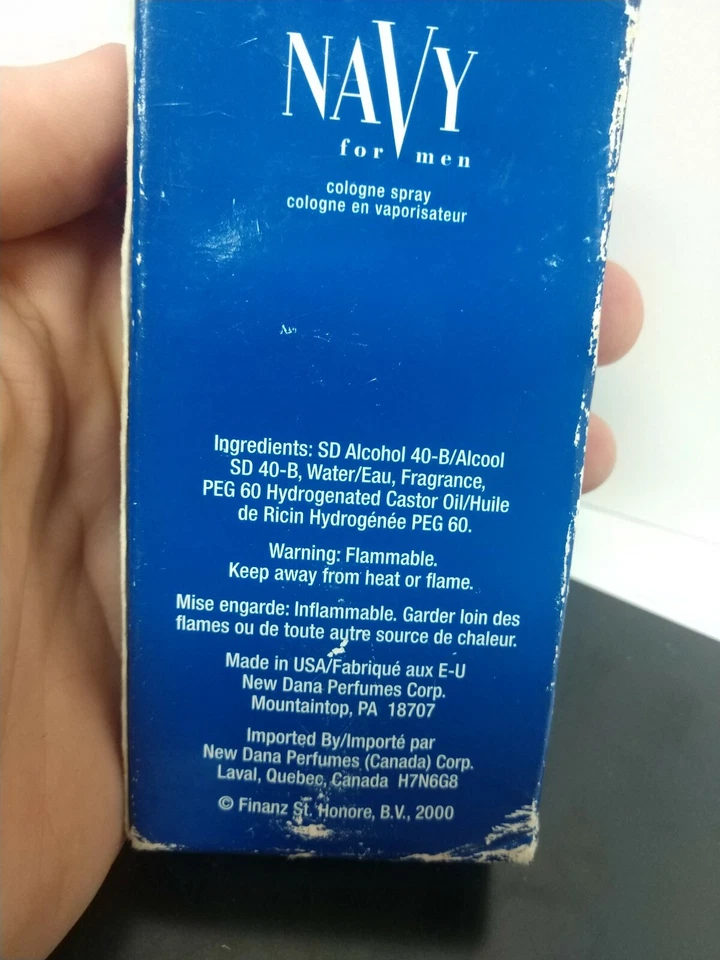 NAVY
for men
cologne spray
cologne en vaporisateur
Ingredients: SD Alcohol 40-B/Alcool
SD 40-B, Water/Eau, Fragrance,
PEG 60 Hydrogenated Castor Oil/Huile
de Ricin Hydrogénée PEG 60.
Warning: Flammable.
Keep away from heat or flame.
Mise engarde: Inflammable. Garder loin des
flames ou de toute autre source de chaleur.
Made in USA/Fabriqué aux E-U
New Dana Perfumes Corp.
Mountaintop, PA 18707
Imported By/Importé par
New Dana Perfumes (Canada) Corp.
Laval, Quebec, Canada H7N6G8
© Finanz St. Honore, B.V., 2000